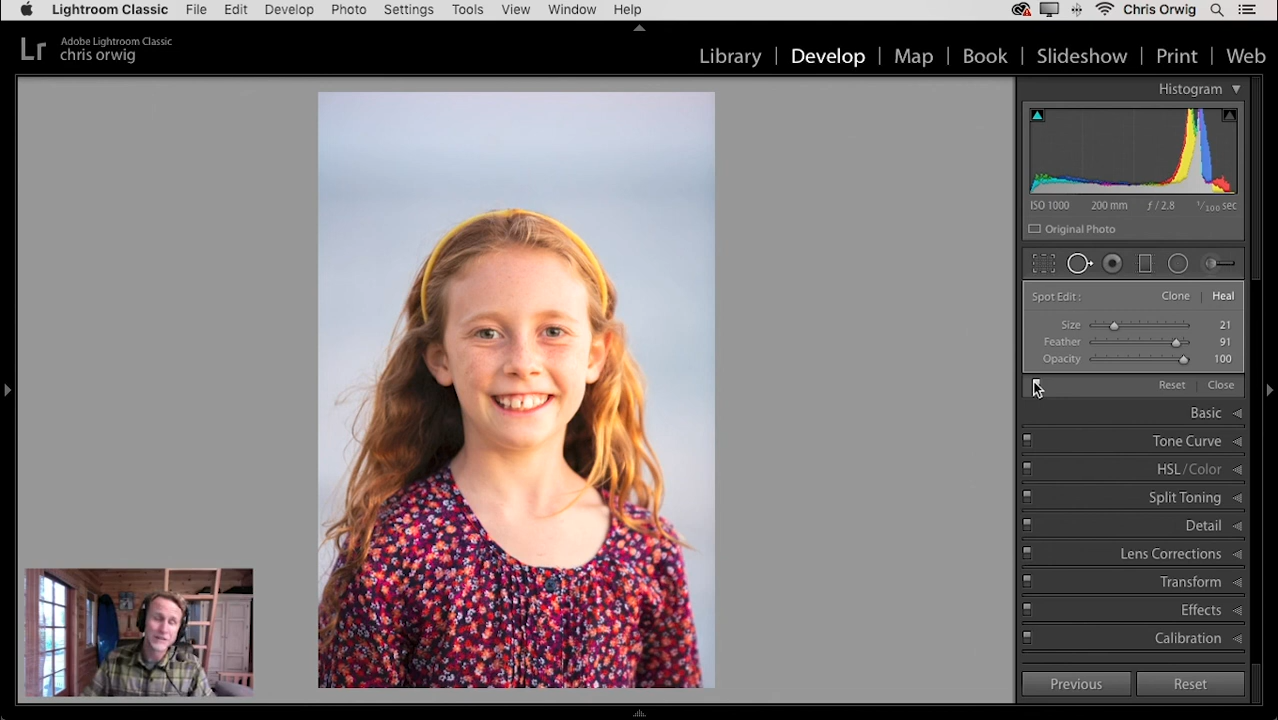 Lightroom Classic File Edit Develop Photo Settings Tools View Window Help Chris Orwig
Lr Adobe Lightroom Classic
chris orwig
Library | Develop | Map | Book | Slideshow | Print | Web
Histogram
ISO 1000 200 mm ƒ / 2.8 1/100 sec
Original Photo
Spot Edit : Clone | Heal
Size 21
Feather 91
Opacity 100
Reset | Close
Basic
Tone Curve
HSL / Color
Split Toning
Detail
Lens Corrections
Transform
Effects
Calibration
Previous Reset